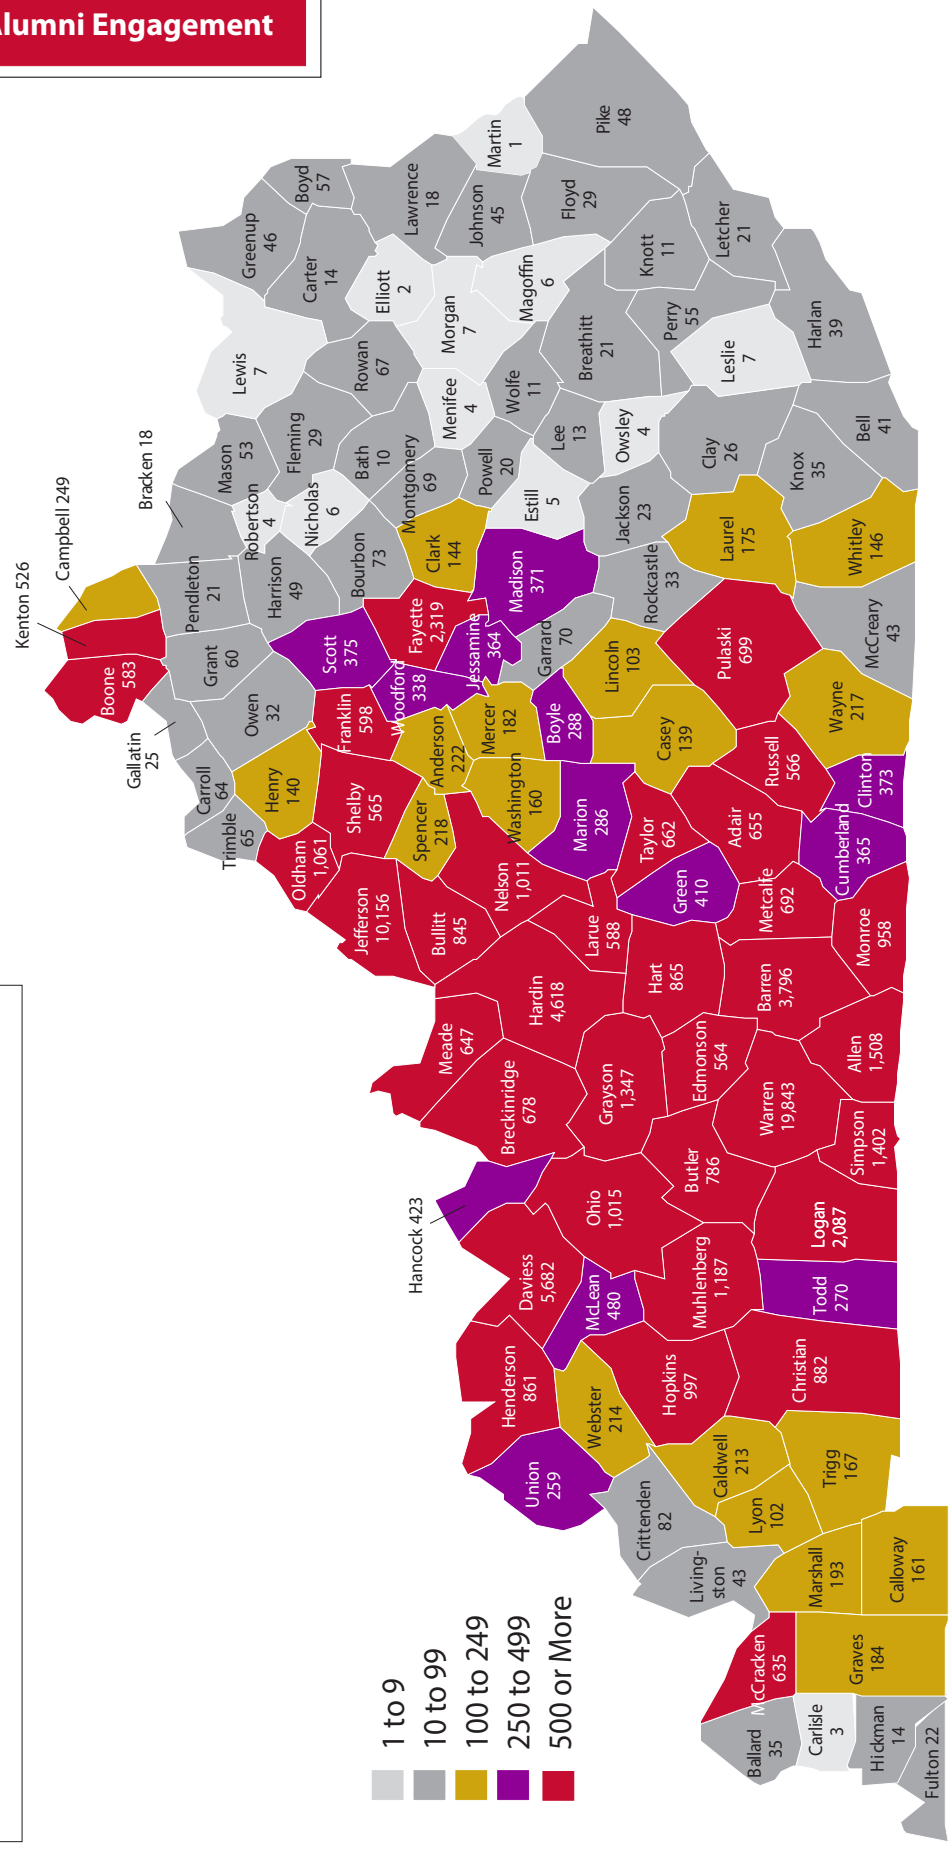 Alumni Engagement
Kenton 526
Campbell 249
Bracken 18
Boone
583
Gallatin
25
Carroll
64
Trimble
65
Grant
60
Pendleton
21
Owen
32
Henry
140
Oldham
1,061
Harrison
49
Robertson
4
Mason
53
Lewis
7
Greenup
46
Boyd
57
Carter
14
Fleming
29
Nicholas
6
Bath
10
Rowan
67
Elliott
2
Lawrence
18
Martin
1
Johnson
45
Morgan
7
Menifee
4
Montgomery
69
Bourbon
73
Scott
375
Franklin
598
Shelby
565
Jefferson
10,156
Woodford
338
Fayette
2,319
Clark
144
Jessamine
364
Anderson
222
Spencer
218
Bullitt
845
Mercer
182
Washington
160
Nelson
1,011
Madison
371
Estill
5
Powell
20
Wolfe
11
Magoffin
6
Floyd
29
Pike
48
Knott
11
Letcher
21
Breathitt
21
Perry
55
Lee
13
Owsley
4
Leslie
7
Harlan
39
Jackson
23
Clay
26
Knox
35
Bell
41
Rockcastle
33
Laurel
175
Whitley
146
Garrard
70
Lincoln
103
Boyle
288
Marion
286
Casey
139
Pulaski
699
McCreary
43
Wayne
217
Russell
566
Clinton
373
Taylor
662
Adair
655
Cumberland
365
Green
410
Metcalfe
692
Monroe
958
Larue
588
Hart
865
Barren
3,796
Hardin
4,618
Meade
647
Breckinridge
678
Grayson
1,347
Edmonson
564
Allen
1,508
Warren
19,843
Simpson
1,402
Butler
786
Hancock 423
Ohio
1,015
Logan
2,087
Daviess
5,682
McLean
480
Muhlenberg
1,187
Todd
270
Henderson
861
Webster
214
Hopkins
997
Christian
882
Union
259
Crittenden
82
Caldwell
213
Lyon
102
Trigg
167
Living-
ston
43
Marshall
193
Calloway
161
McCracken
635
Graves
184
Ballard
35
Carlisle
3
Hickman
14
Fulton 22
1 to 9
10 to 99
100 to 249
250 to 499
500 or More